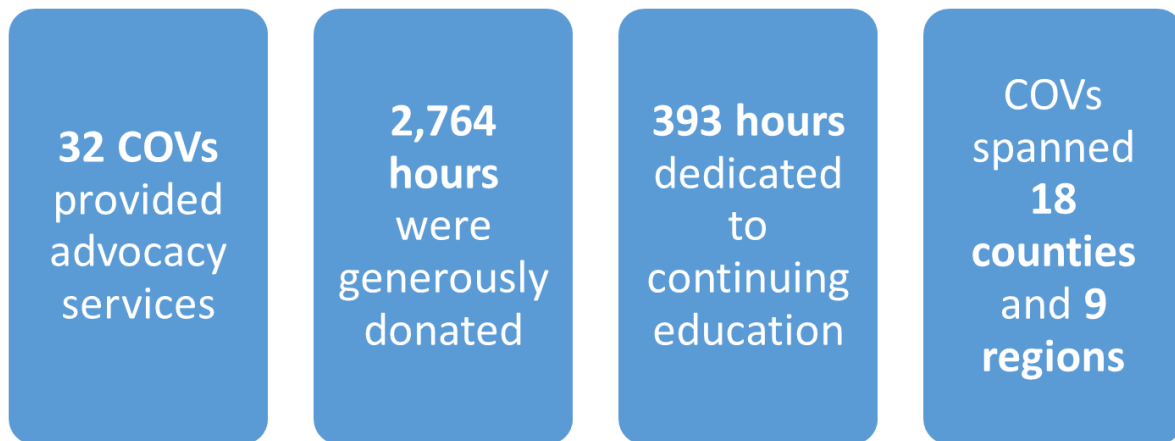 32 COVs
provided
advocacy
services
2,764
hours
were
generously
donated
393 hours
dedicated
to
continuing
education
COVs
spanned
18
counties
and 9
regions